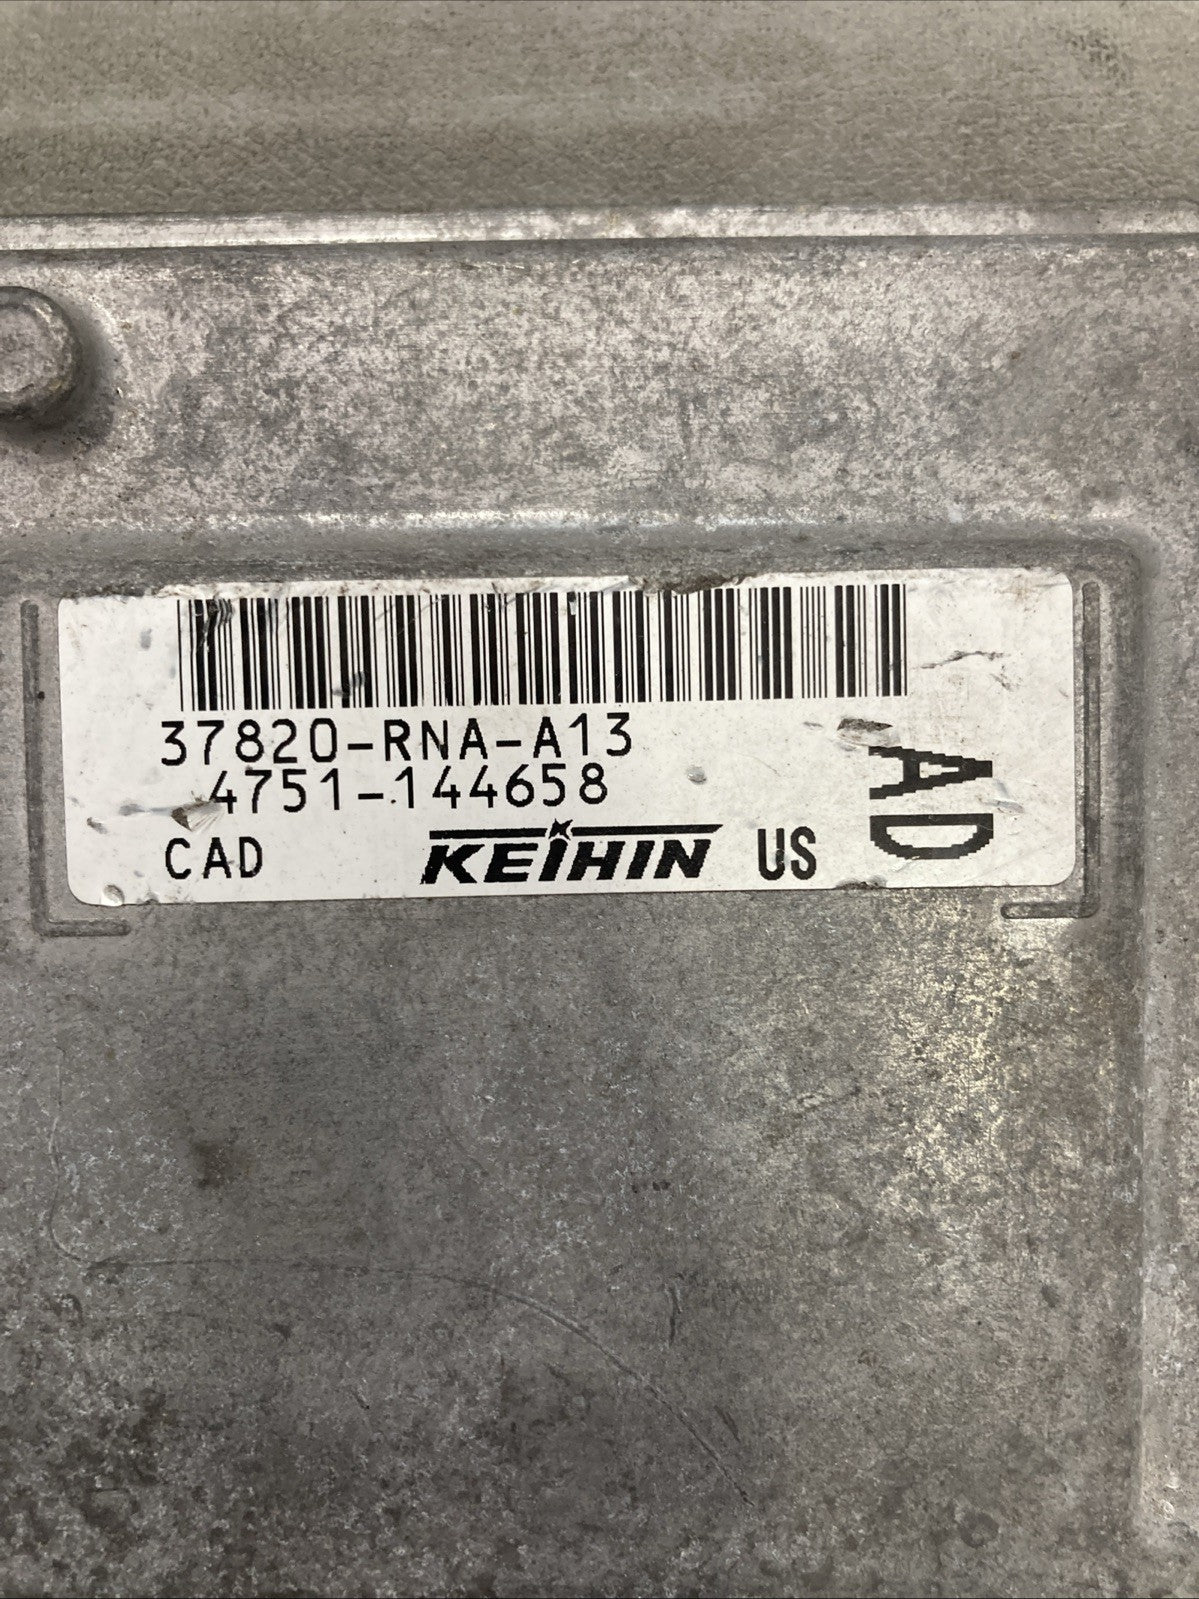 37820-RNA-A13
4751-144658
CAD KEIHIN US
AD